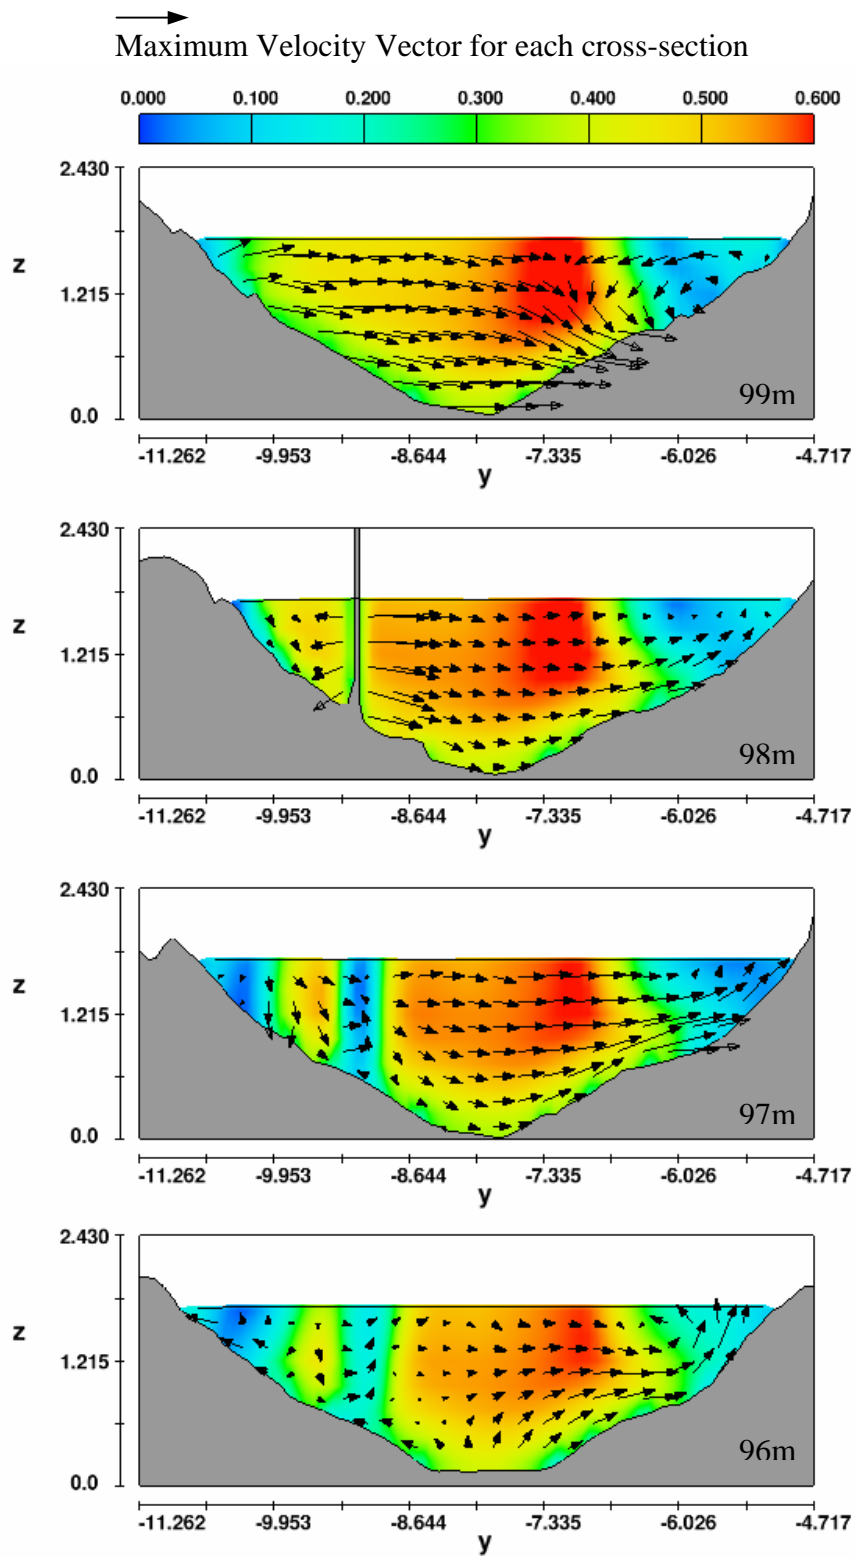 Maximum Velocity Vector for each cross-section
0.000 0.100 0.200 0.300 0.400 0.500 0.600
2.430
z
1.215
0.0
99m
-11.262 -9.953 -8.644 -7.335 -6.026 -4.717
y
2.430
z
1.215
0.0
98m
-11.262 -9.953 -8.644 -7.335 -6.026 -4.717
y
2.430
z
1.215
0.0
97m
-11.262 -9.953 -8.644 -7.335 -6.026 -4.717
y
2.430
z
1.215
0.0
96m
-11.262 -9.953 -8.644 -7.335 -6.026 -4.717
y